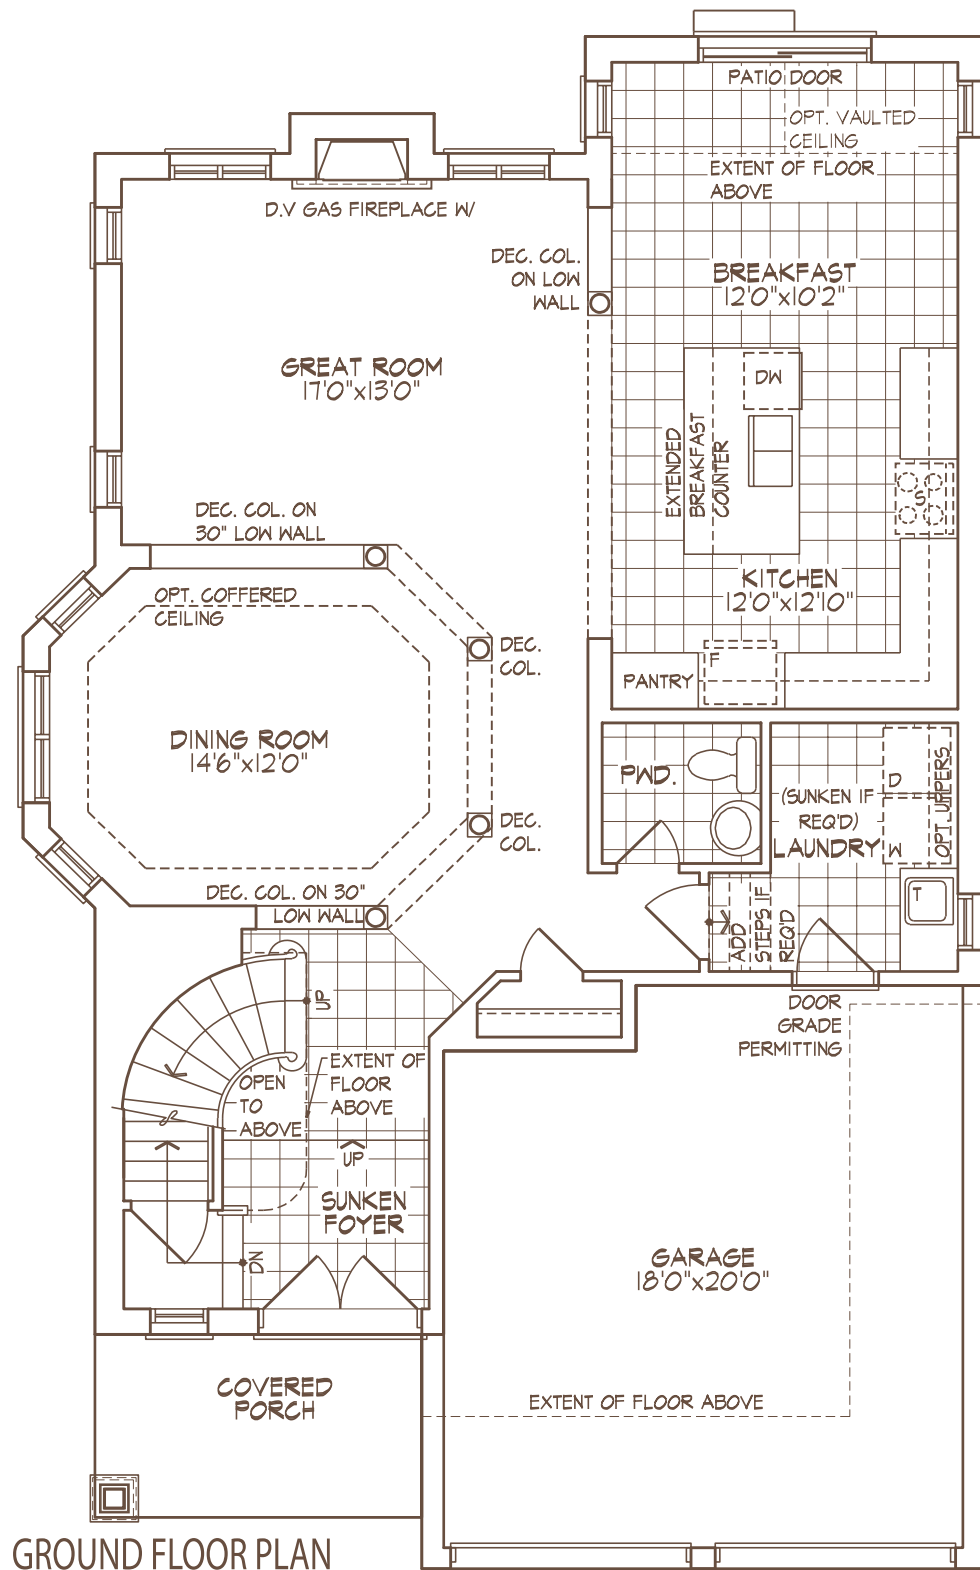 PATIO DOOR
OPT. VAULTED
CEILING
EXTENT OF FLOOR
ABOVE
D.V GAS FIREPLACE W/
DEC. COL.
ON LOW
WALL
BREAKFAST
12'0"x10'2"
GREAT ROOM
17'0"x13'0"
DW
EXTENDED
BREAKFAST
COUNTER
S
DEC. COL. ON
30" LOW WALL
KITCHEN
12'0"x12'10"
OPT. COFFERED
CEILING
DEC.
COL.
F
PANTRY
DINING ROOM
14'6"x12'0"
PWD.
D
(SUNKEN IF
REQ'D)
LAUNDRY
W
OPT UPPERS
DEC.
COL.
DEC. COL. ON 30"
LOW WALL
T
ADD
STEPS IF
REQ'D
UP
DOOR
GRADE
PERMITTING
EXTENT OF
FLOOR
ABOVE
OPEN
TO
ABOVE
UP
SUNKEN
FOYER
DN
GARAGE
18'0"x20'0"
COVERED
PORCH
EXTENT OF FLOOR ABOVE
GROUND FLOOR PLAN